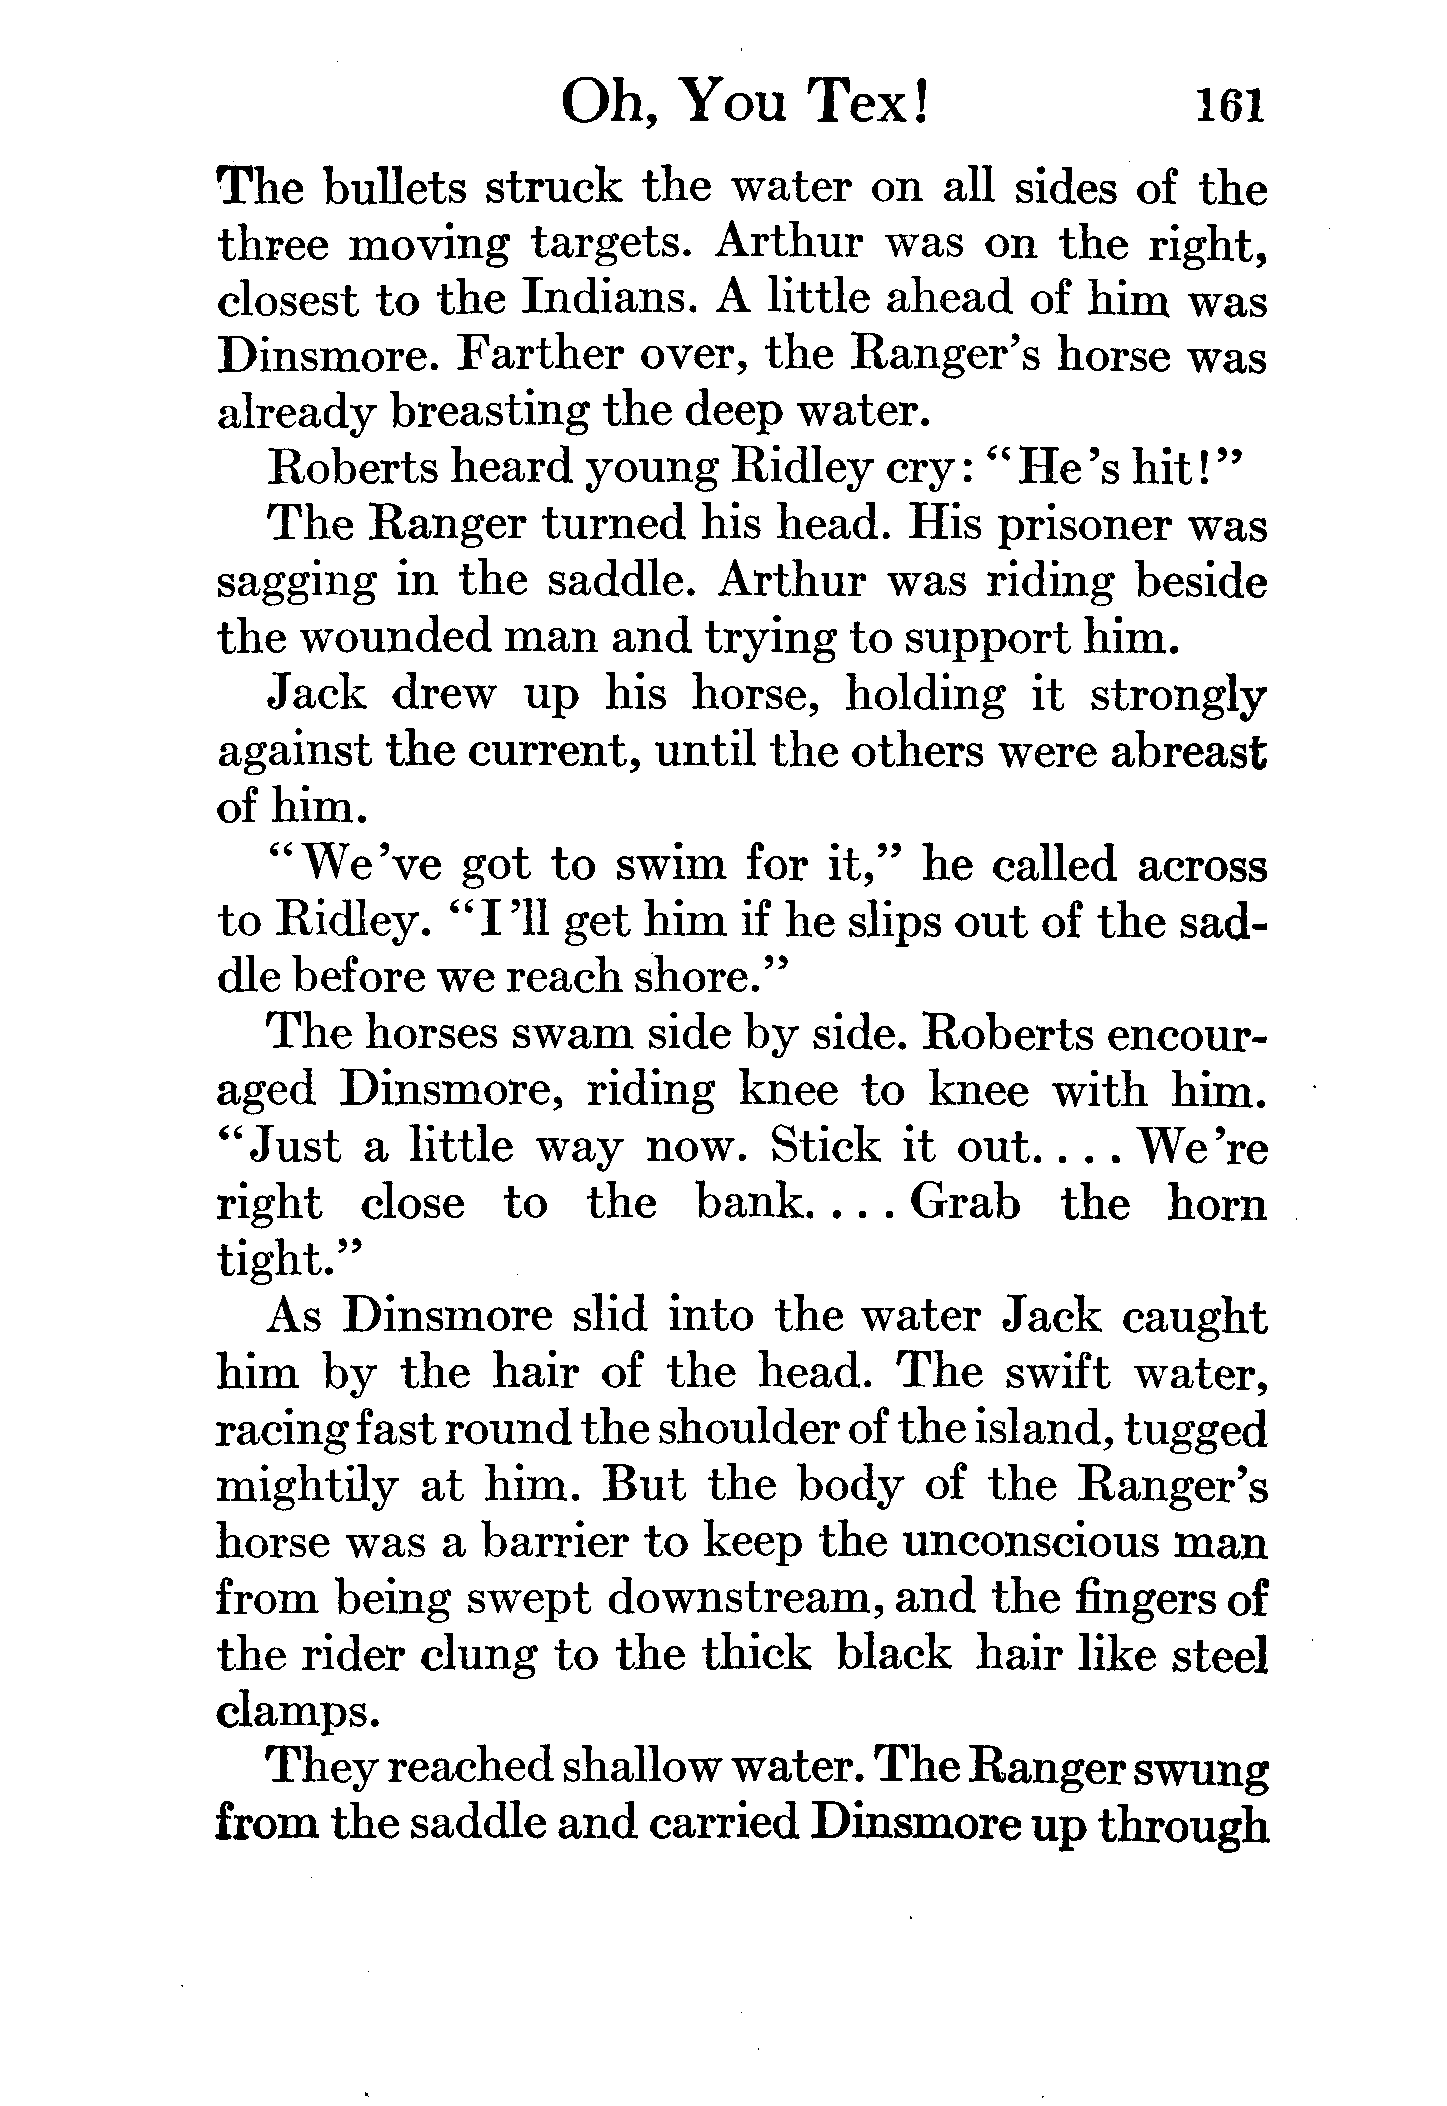 Oh, You Tex! 161
The bullets struck the water on all sides of the
three moving targets. Arthur was on the right,
closest to the Indians. A little ahead of him was
Dinsmore. Farther over, the Ranger's horse was
already breasting the deep water.
Roberts heard young Ridley cry: “He's hit!”
The Ranger turned his head. His prisoner was
sagging in the saddle. Arthur was riding beside
the wounded man and trying to support him.
Jack drew up his horse, holding it strongly
against the current, until the others were abreast
of him.
“We've got to swim for it,” he called across
to Ridley. “I'll get him if he slips out of the sad-
dle before we reach shore.”
The horses swam side by side. Roberts encour-
aged Dinsmore, riding knee to knee with him.
“Just a little way now. Stick it out.... We're
right close to the bank.... Grab the horn
tight.”
As Dinsmore slid into the water Jack caught
him by the hair of the head. The swift water,
racing fast round the shoulder of the island, tugged
mightily at him. But the body of the Ranger's
horse was a barrier to keep the unconscious man
from being swept downstream, and the fingers of
the rider clung to the thick black hair like steel
clamps.
They reached shallow water. The Ranger swung
from the saddle and carried Dinsmore up through